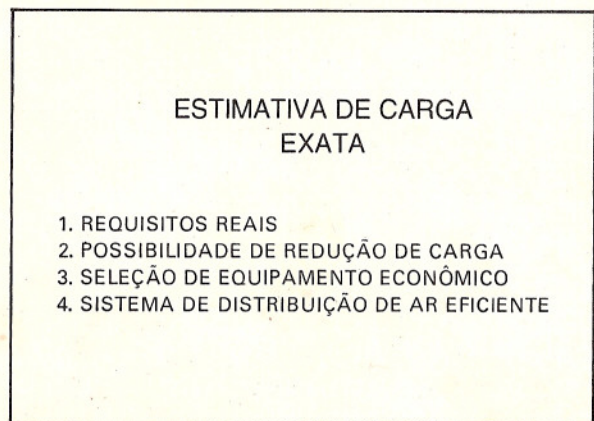 ESTIMATIVA DE CARGA
EXATA
1. REQUISITOS REAIS
2. POSSIBILIDADE DE REDUÇÃO DE CARGA
3. SELEÇÃO DE EQUIPAMENTO ECONÔMICO
4. SISTEMA DE DISTRIBUIÇÃO DE AR EFICIENTE